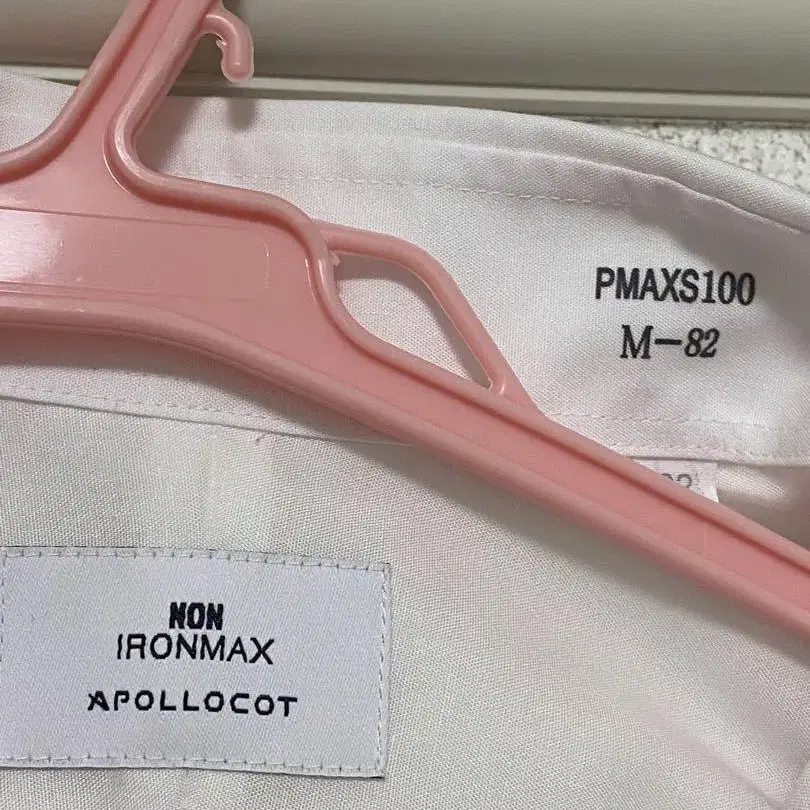 PMAXS100
M-82
NON
IRONMAX
APOLLOCOT